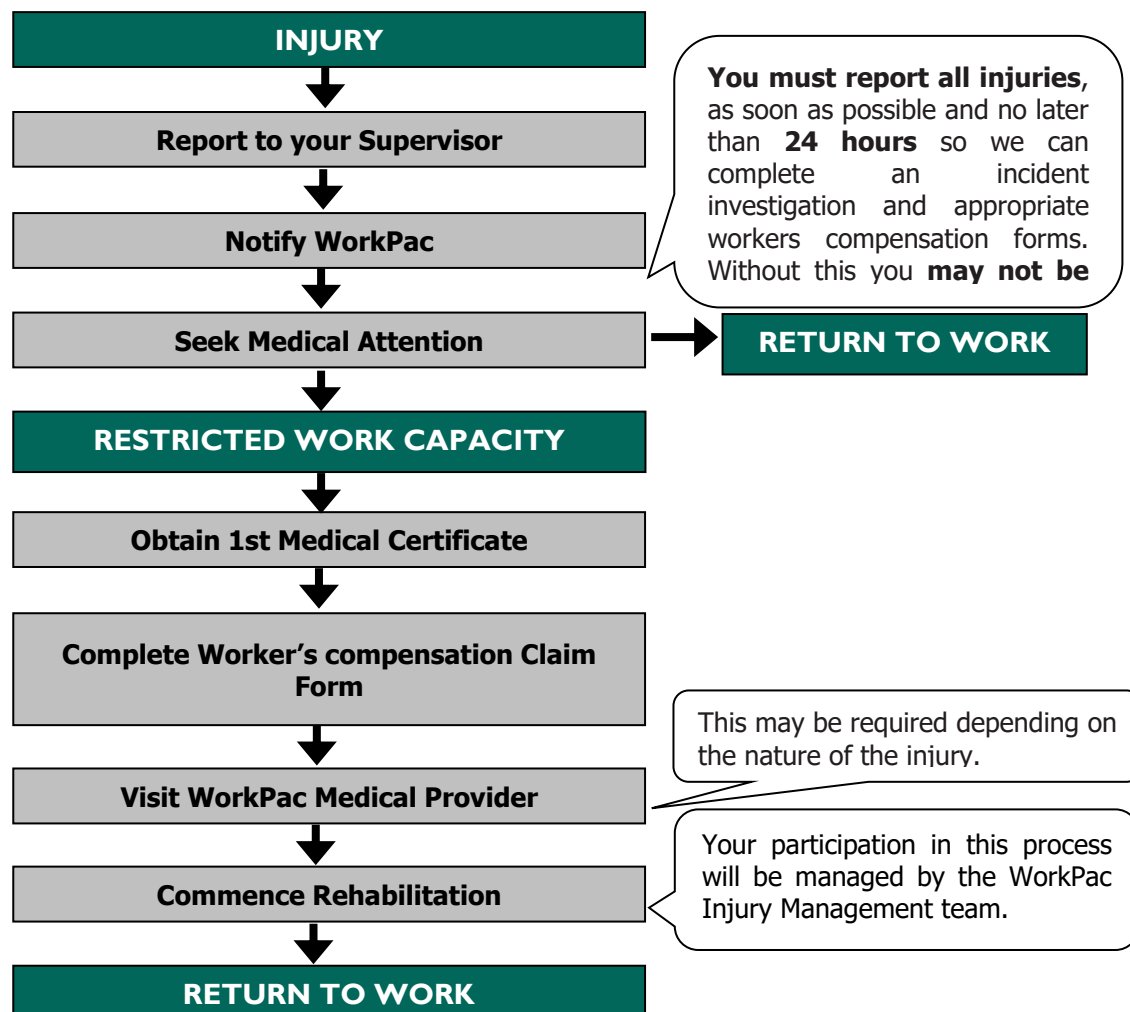 INJURY
Report to your Supervisor
Notify WorkPac
Seek Medical Attention
You must report all injuries,
as soon as possible and no later
than 24 hours so we can
complete an incident
investigation and appropriate
workers compensation forms.
Without this you may not be
RETURN TO WORK
RESTRICTED WORK CAPACITY
Obtain 1st Medical Certificate
Complete Worker’s compensation Claim
Form
Visit WorkPac Medical Provider
This may be required depending on
the nature of the injury.
Commence Rehabilitation
Your participation in this process
will be managed by the WorkPac
Injury Management team.
RETURN TO WORK